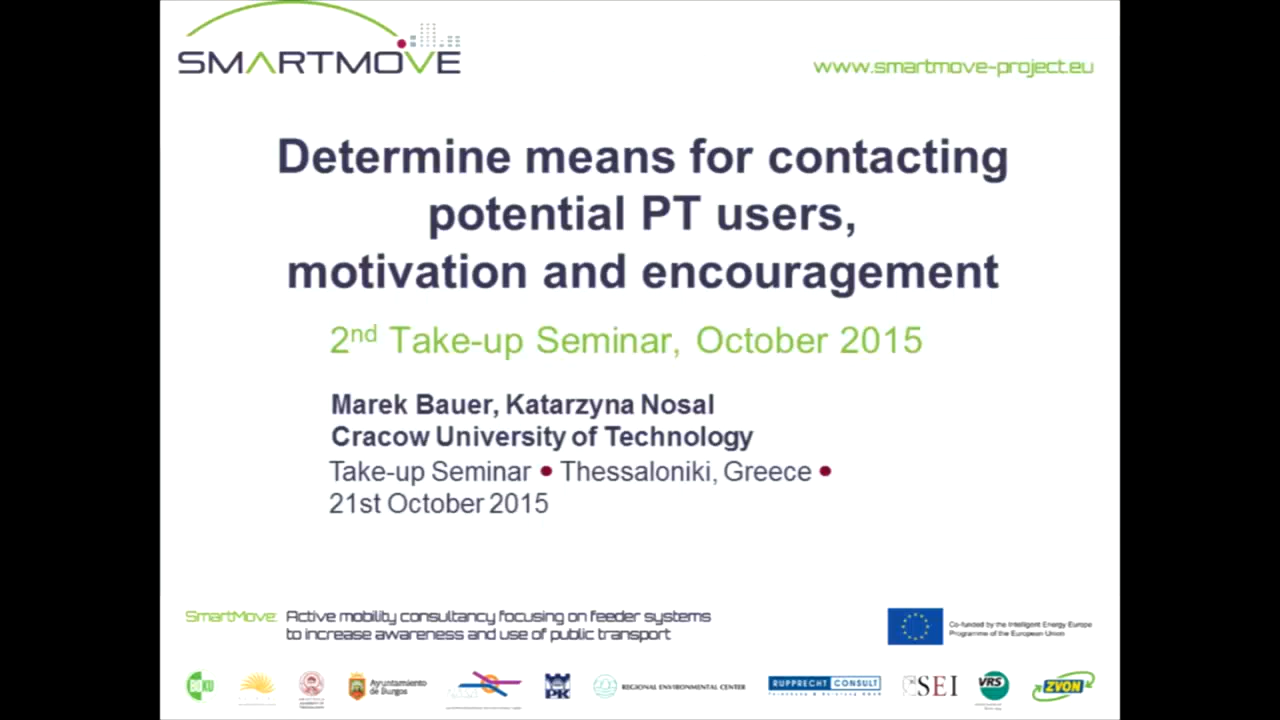 SMARTMOVE
www.smartmove-project.eu
Determine means for contacting
potential PT users,
motivation and encouragement
2nd Take-up Seminar, October 2015
Marek Bauer, Katarzyna Nosal
Cracow University of Technology
Take-up Seminar • Thessaloniki, Greece •
21st October 2015
SmartMove: Active mobility consultancy focusing on feeder systems
to increase awareness and use of public transport
Co-funded by the Intelligent Energy Europe
Programme of the European Union
BOKU
Ayuntamiento
de Burgos
PK
REGIONAL ENVIRONMENTAL CENTER
RUPPRECHT CONSULT
SEI
VRS
ZVON